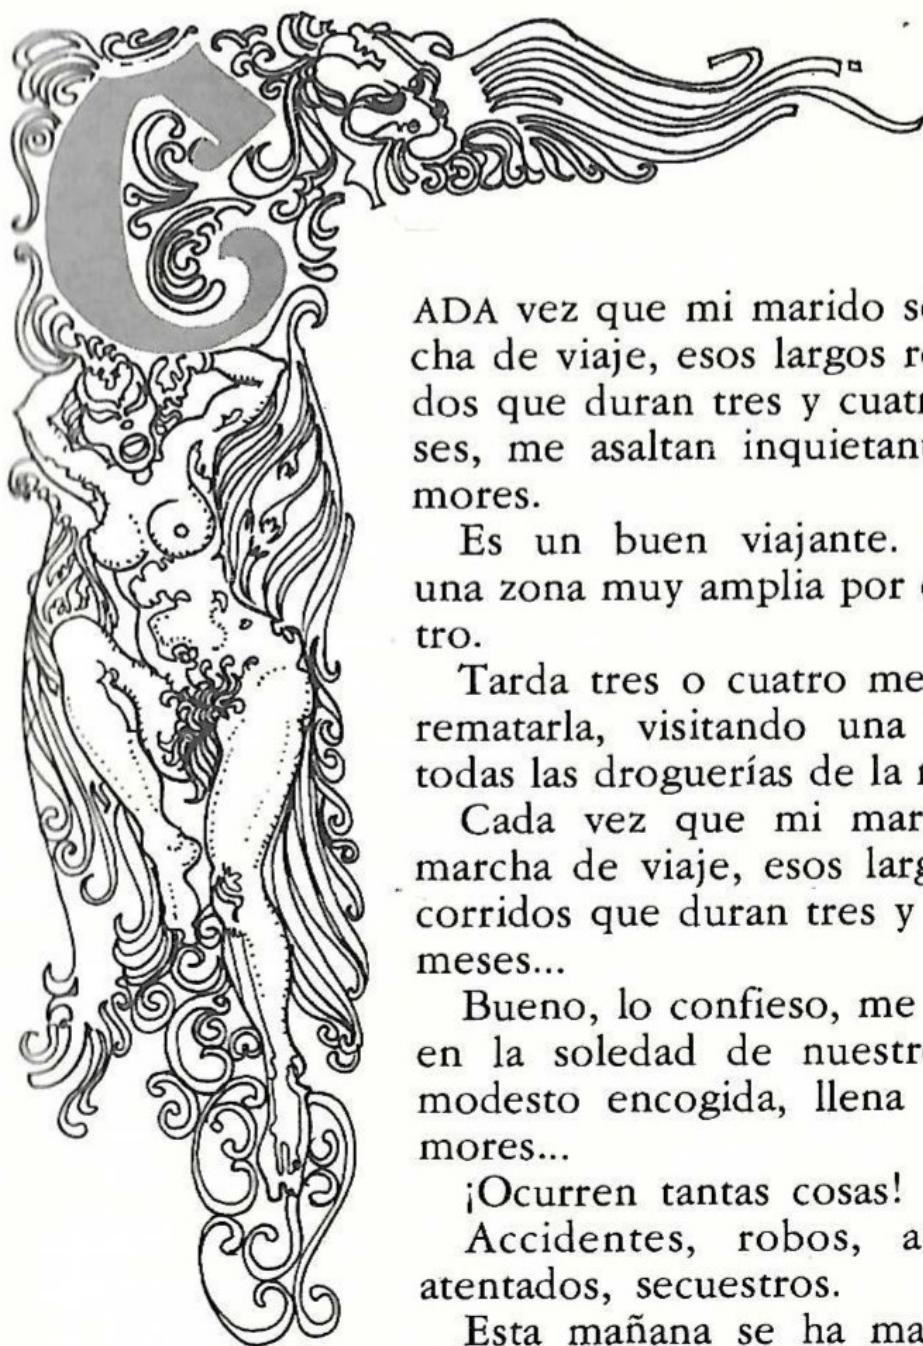 CADA vez que mi marido se
cha de viaje, esos largos re
dos que duran tres y cuatr
ses, me asaltan inquietant
mores.
Es un buen viajante.
una zona muy amplia por
tro.
Tarda tres o cuatro me
rematarla, visitando una
todas las droguerías de la
Cada vez que mi mar
marcha de viaje, esos larg
corridos que duran tres y
meses...
Bueno, lo confieso, me
en la soledad de nuestr
modesto encogida, llena
mores...
¡Ocurren tantas cosas!
Accidentes, robos, a
atentados, secuestros.
Esta mañana se ha ma